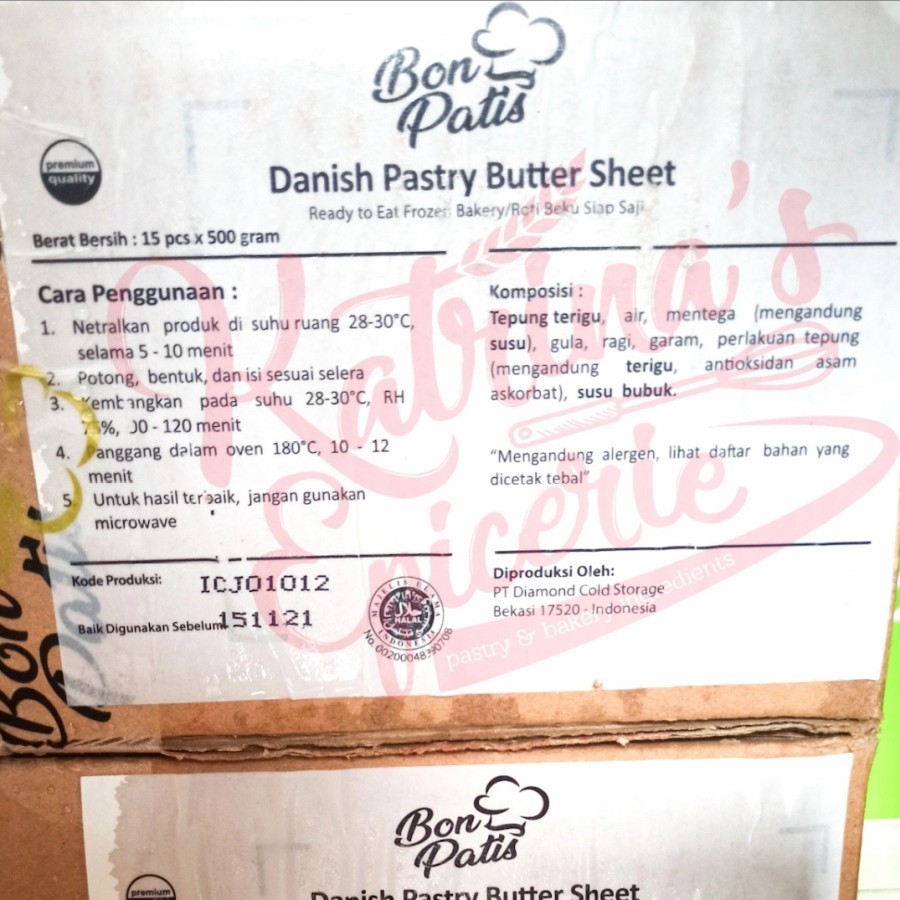 Bon
Patis
premium
quality
Danish Pastry Butter Sheet
Ready to Eat Frozen Bakery/Roti Beku Siap Saji
Berat Bersih : 15 pcs x 500 gram
Cara Penggunaan :
1. Netralkan produk di suhu ruang 28-30°C,
selama 5 - 10 menit
2. Potong, bentuk, dan isi sesuai selera
3. Kembangkan pada suhu 28-30°C, RH
- 120 menit
4. Panggang dalam oven 180°C, 10 - 12
menit
5. Untuk hasil terbaik, jangan gunakan
microwave
Komposisi :
Tepung terigu, air, mentega (mengandung
susu), gula, ragi, garam, perlakuan tepung
(mengandung terigu, antioksidan asam
askorbat), susu bubuk.
"Mengandung alergen, lihat daftar bahan yang
dicetak tebal"
Kode Produksi: ICJ01012
Baik Digunakan Sebelum: 151121
MAJELIS ULAMA
HALAL
INDONESIA
Diproduksi Oleh:
PT Diamond Cold Storage
Bekasi 17520 - Indonesia
Katrina's
Epicerie
pastry & bakery ingredients
Bon
Bon
Patis
premium
Danish Pastry Butter Sheet